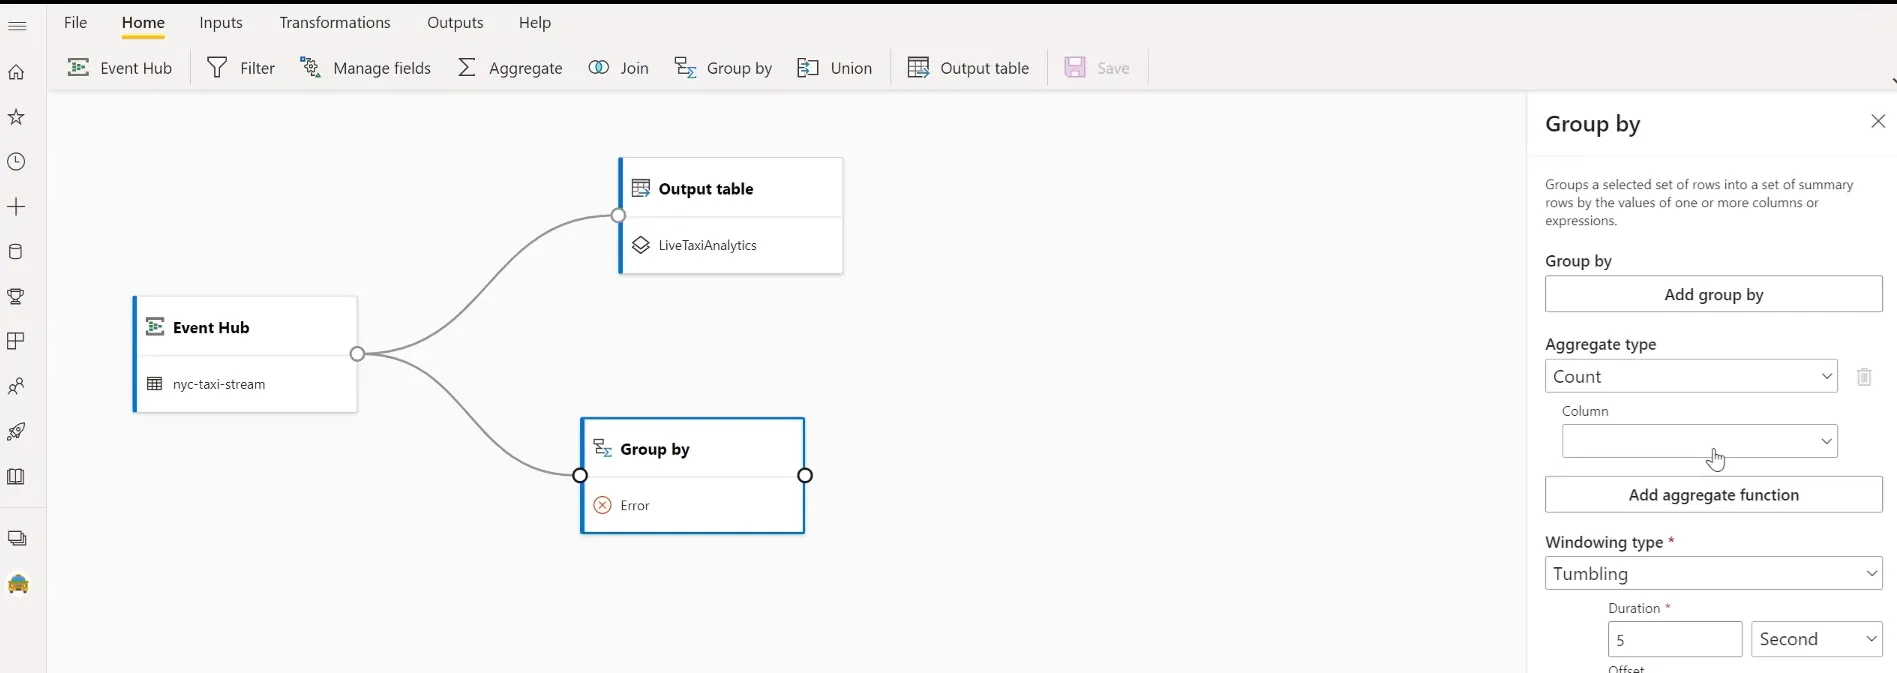 File Home Inputs Transformations Outputs Help
Event Hub Filter Manage fields Aggregate Join Group by Union Output table Save
Output table
LiveTaxiAnalytics
Event Hub
nyc-taxi-stream
Group by
Error
Group by
Groups a selected set of rows into a set of summary
rows by the values of one or more columns or
expressions.
Group by
Add group by
Aggregate type
Count
Column
Add aggregate function
Windowing type *
Tumbling
Duration *
5 Second
Offset